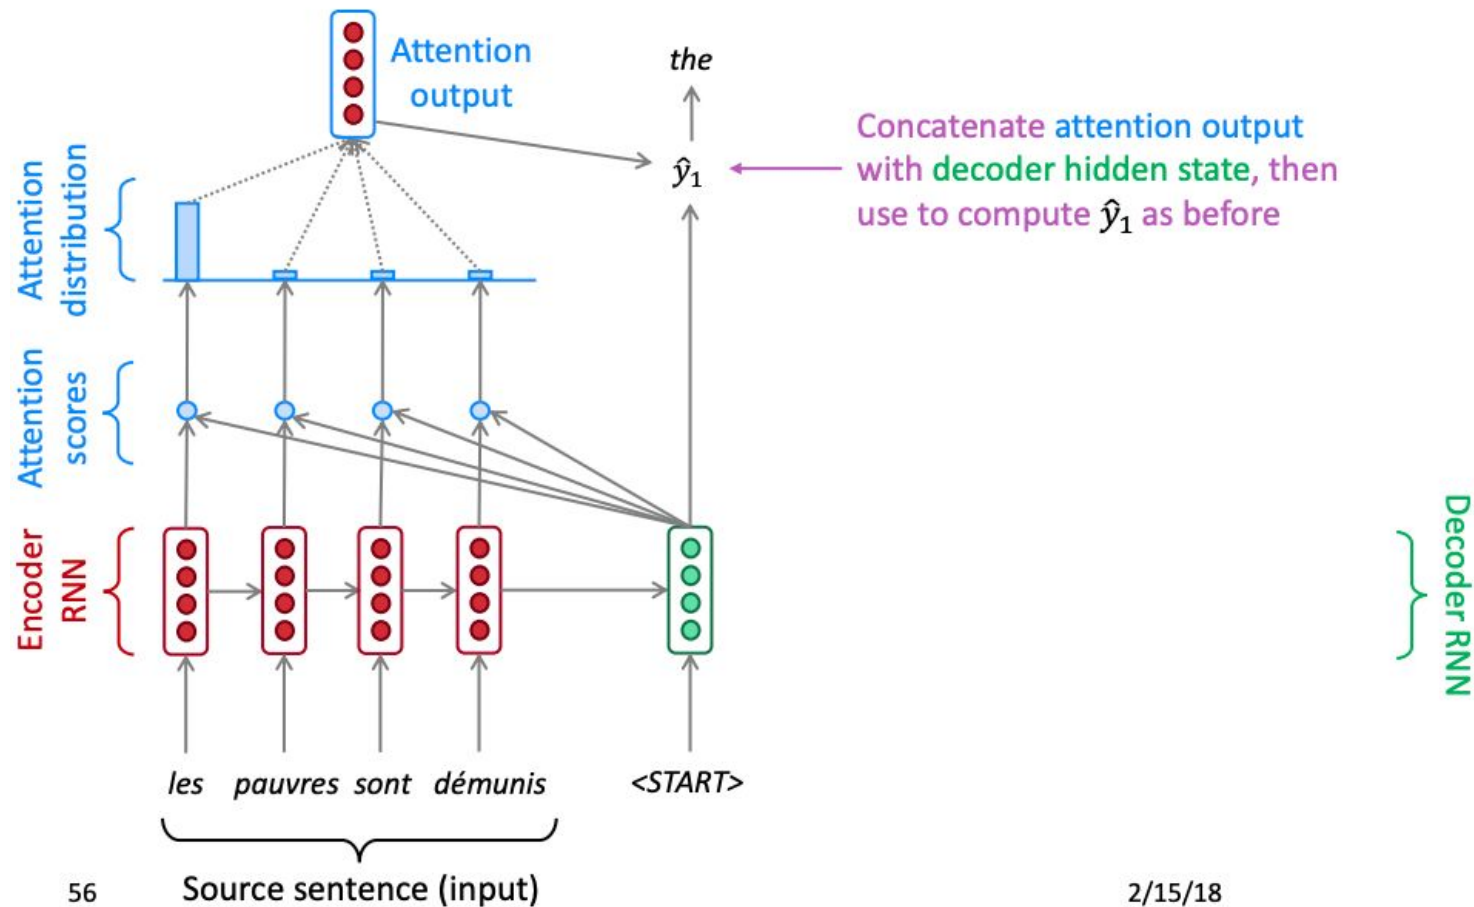 Attention
output
the
Concatenate attention output
with decoder hidden state, then
use to compute ŷ₁ as before
ŷ₁
Attention
distribution
Attention
scores
Encoder
RNN
Decoder RNN
les pauvres sont démunis <START>
Source sentence (input)
56
2/15/18